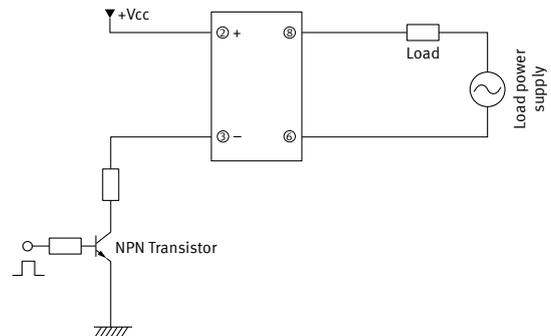 +Vcc
② + ⑧
Load
Load power
supply
③ − ⑥
NPN Transistor